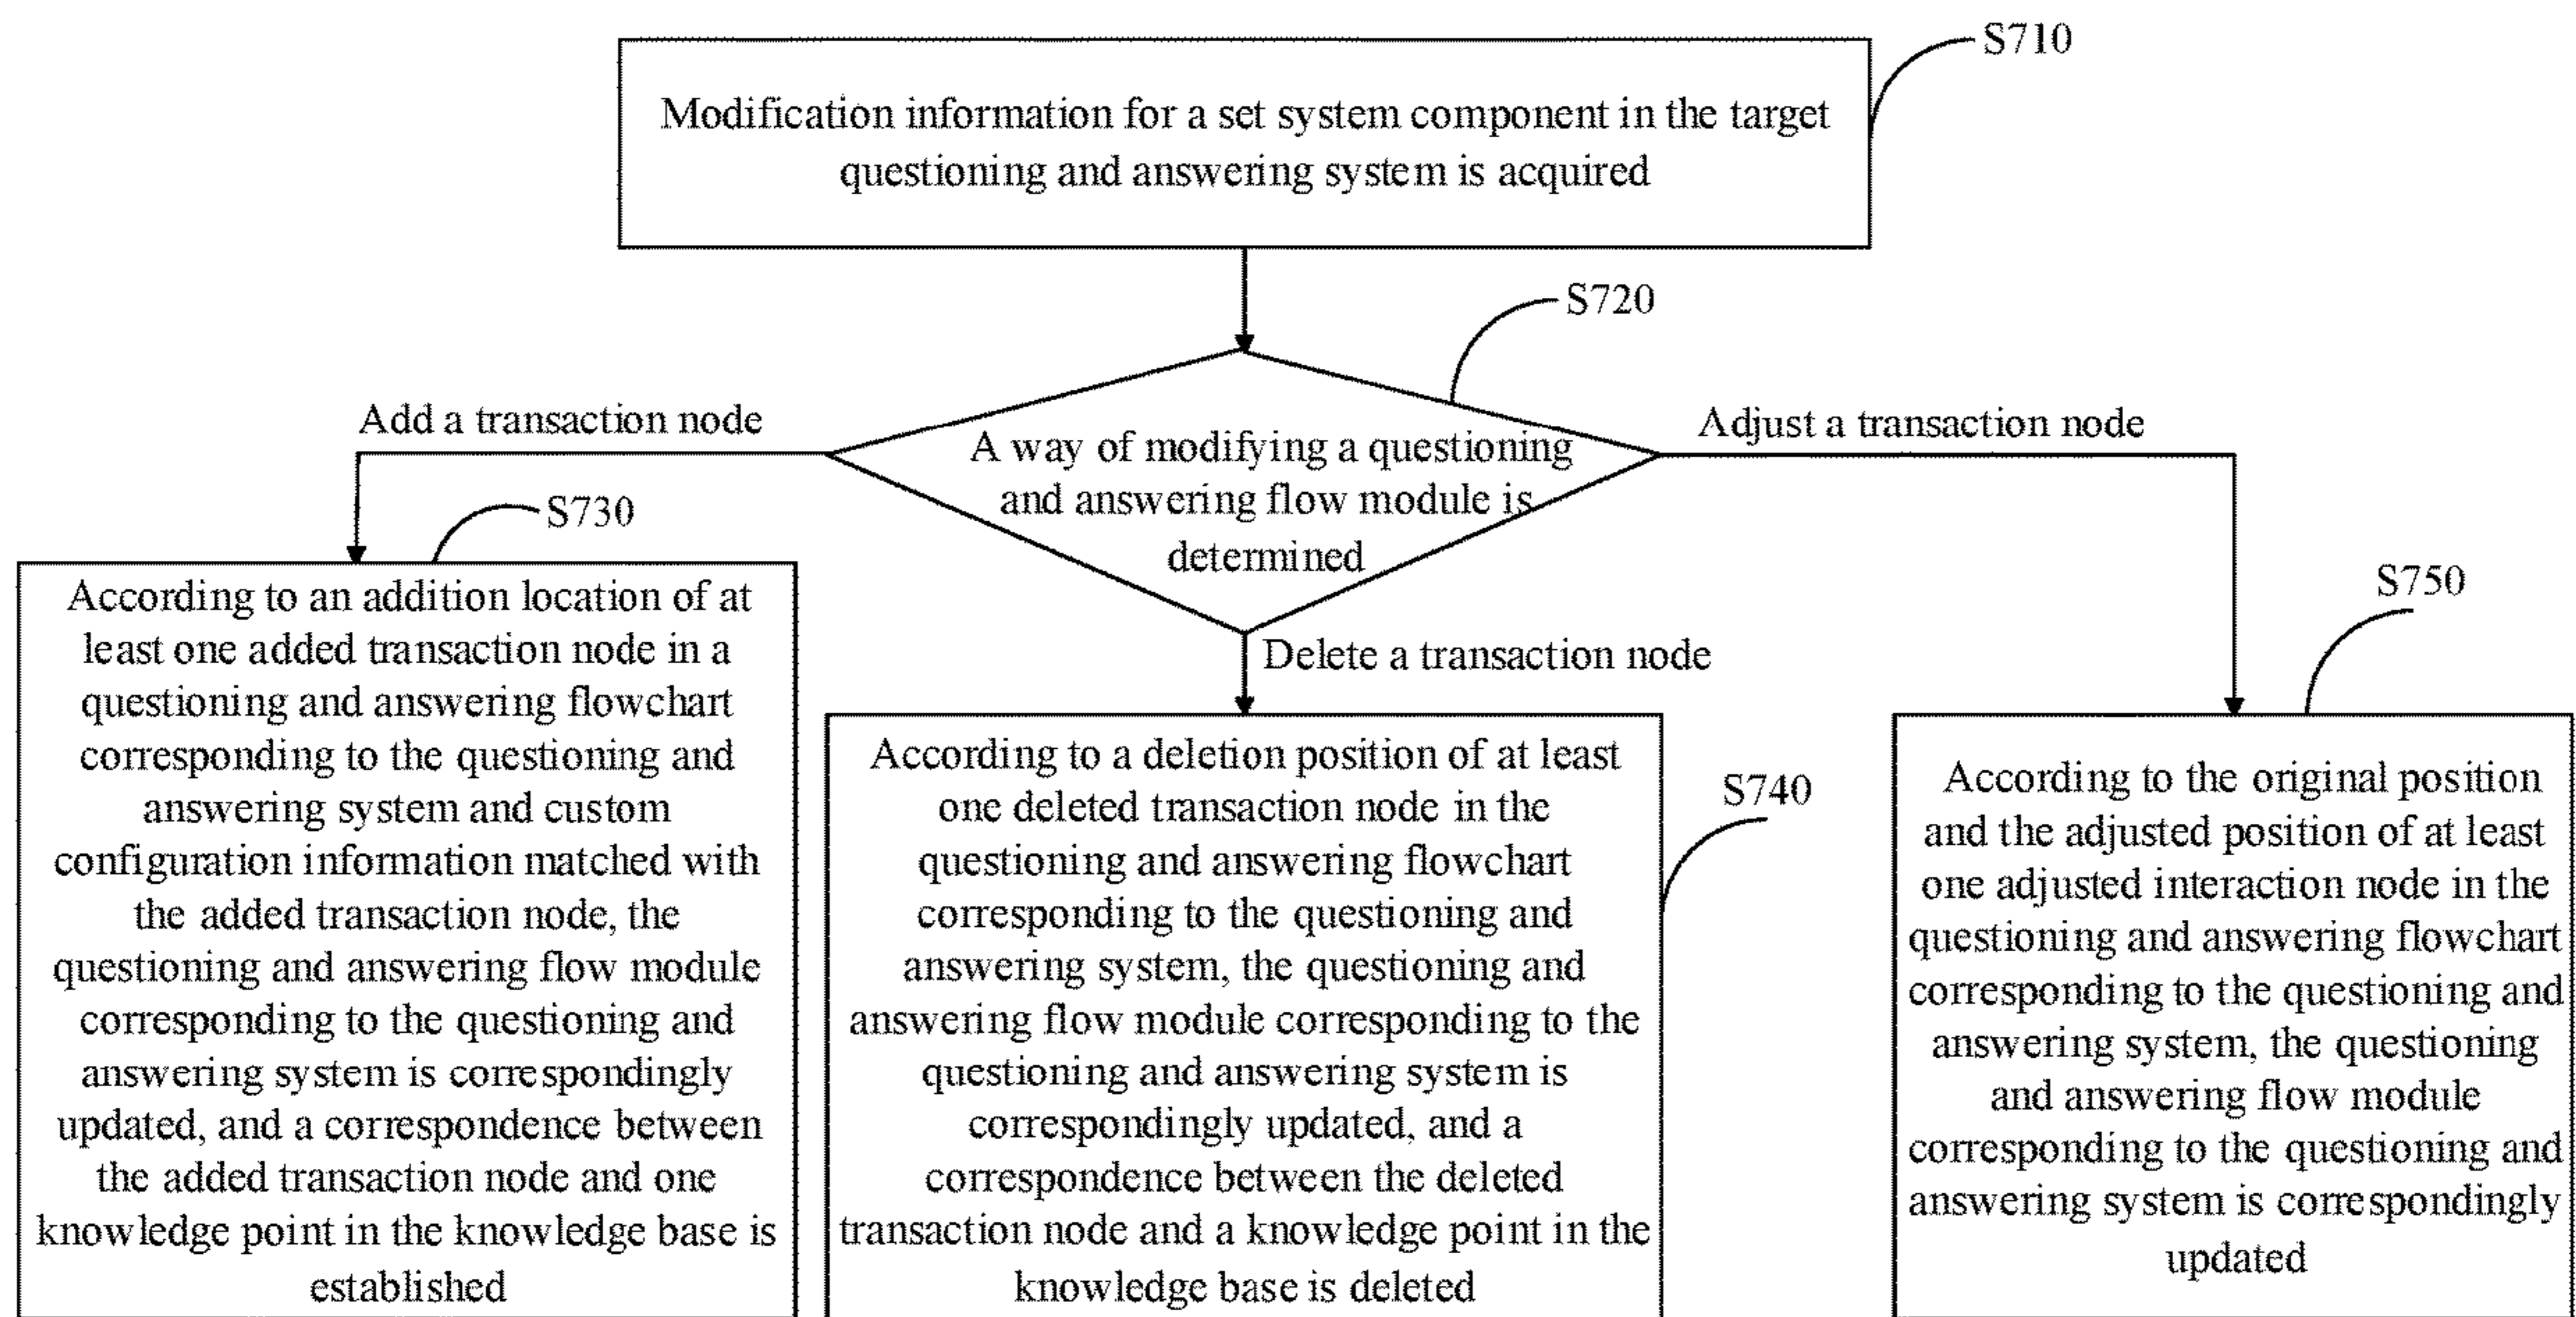 S710
Modification information for a set system component in the target
questioning and answering system is acquired
S720
A way of modifying a questioning
and answering flow module is
determined
Add a transaction node
S730
According to an addition location of at
least one added transaction node in a
questioning and answering flowchart
corresponding to the questioning and
answering system and custom
configuration information matched with
the added transaction node, the
questioning and answering flow module
corresponding to the questioning and
answering system is correspondingly
updated, and a correspondence between
the added transaction node and one
knowledge point in the knowledge base is
established
Delete a transaction node
S740
According to a deletion position of at least
one deleted transaction node in the
questioning and answering flowchart
corresponding to the questioning and
answering system, the questioning and
answering flow module corresponding to the
questioning and answering system is
correspondingly updated, and a
correspondence between the deleted
transaction node and a knowledge point in the
knowledge base is deleted
Adjust a transaction node
S750
According to the original position
and the adjusted position of at least
one adjusted interaction node in the
questioning and answering flowchart
corresponding to the questioning and
answering system, the questioning
and answering flow module
corresponding to the questioning and
answering system is correspondingly
updated